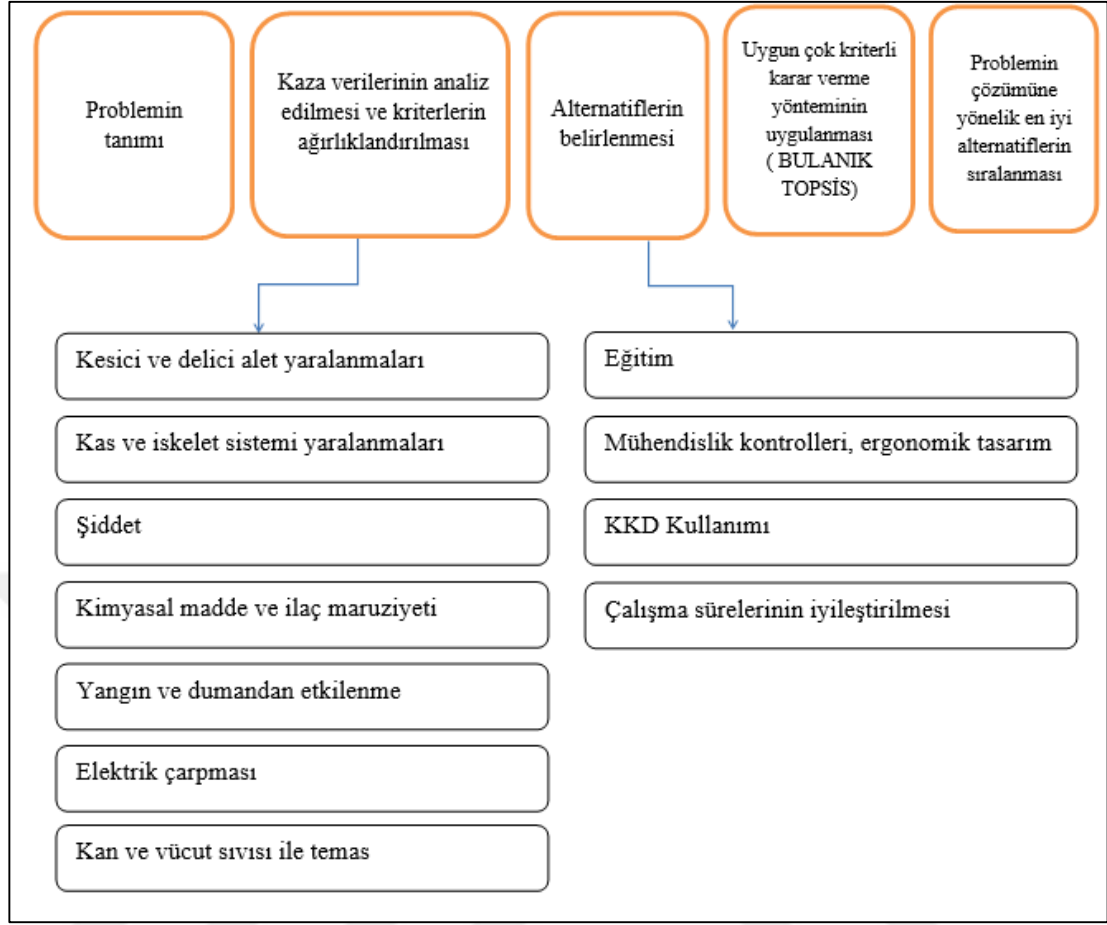 Problemin
tanımı
Kaza verilerinin analiz
edilmesi ve kriterlerin
ağırlıklandırılması
Alternatiflerin
belirlenmesi
Uygun çok kriterli
karar verme
yönteminin
uygulanması
( BULANIK
TOPSİS)
Problemin
çözümüne
yönelik en iyi
alternatiflerin
sıralanması
Kesici ve delici alet yaralanmaları
Kas ve iskelet sistemi yaralanmaları
Şiddet
Kimyasal madde ve ilaç maruziyeti
Yangın ve dumandan etkilenme
Elektrik çarpması
Kan ve vücut sıvısı ile temas
Eğitim
Mühendislik kontrolleri, ergonomik tasarım
KKD Kullanımı
Çalışma sürelerinin iyileştirilmesi